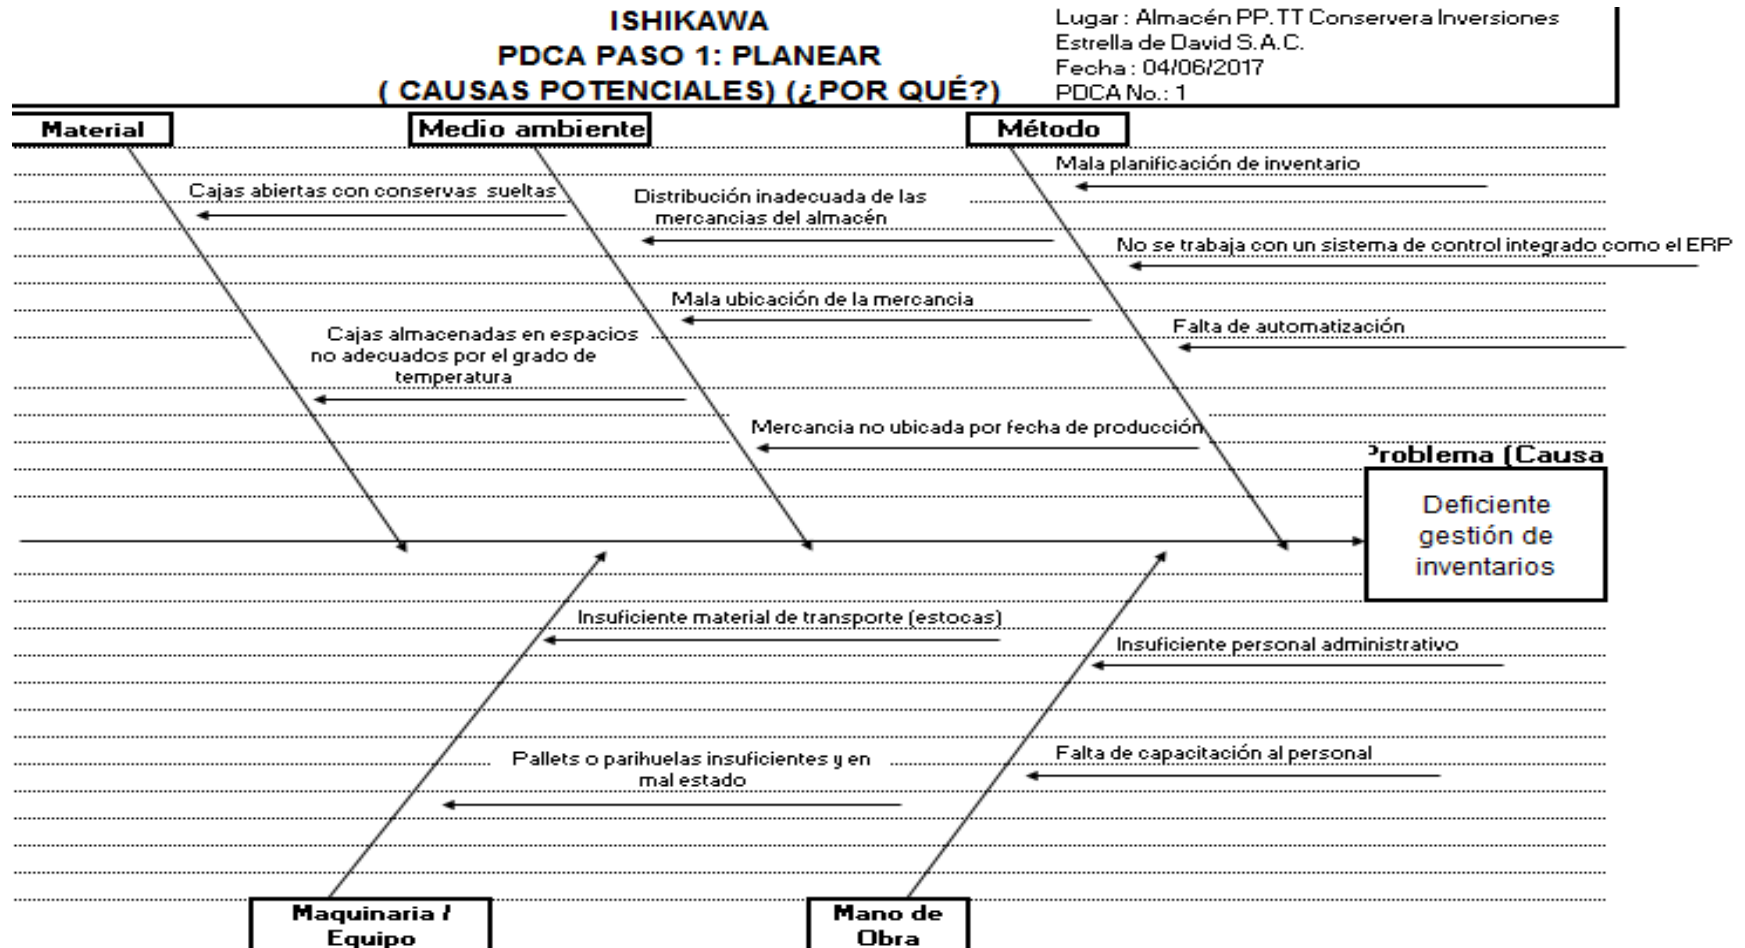 ISHIKAWA
PDCA PASO 1: PLANEAR
( CAUSAS POTENCIALES) (¿POR QUÉ?)
Lugar : Almacén PP.TT Conservera Inversiones
Estrella de David S.A.C.
Fecha : 04/06/2017
PDCA No.: 1
Material
Medio ambiente
Método
Mala planificación de inventario
Cajas abiertas con conservas sueltas
Distribución inadecuada de las
mercancias del almacén
No se trabaja con un sistema de control integrado como el ERP
Mala ubicación de la mercancia
Falta de automatización
Cajas almacenadas en espacios
no adecuados por el grado de
temperatura
Mercancia no ubicada por fecha de producción
Problema (Causa
Deficiente
gestión de
inventarios
Insuficiente material de transporte (estocas)
Insuficiente personal administrativo
Pallets o parihuelas insuficientes y en
mal estado
Falta de capacitación al personal
Maquinaria /
Equipo
Mano de
Obra